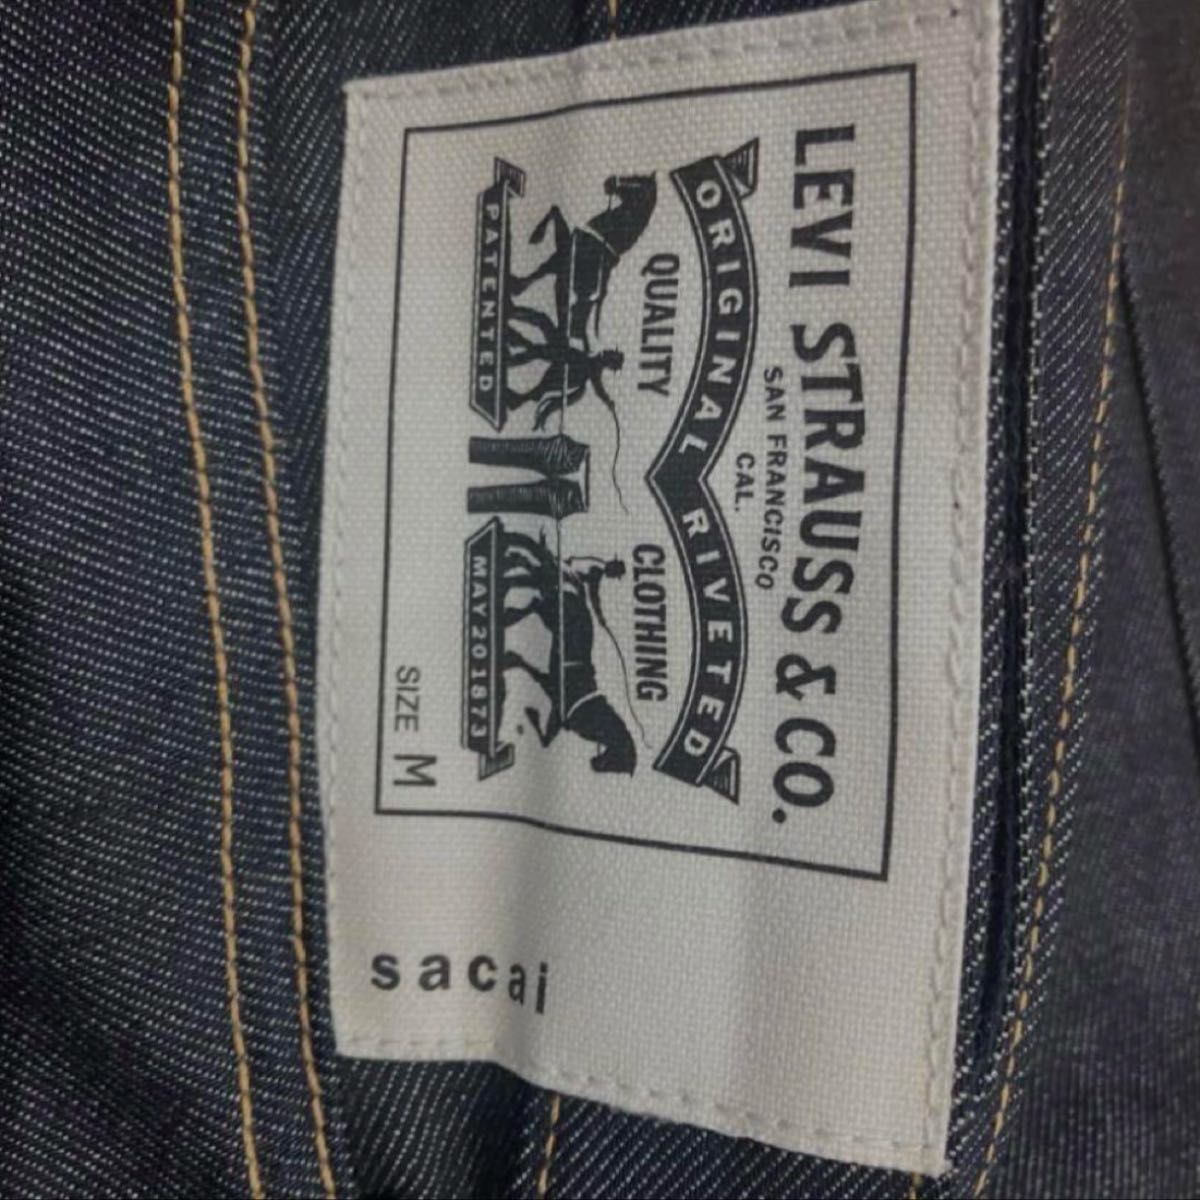 LEVI STRAUSS & CO.
SAN FRANCISCO
CAL.
ORIGINAL RIVETED
QUALITY CLOTHING
PATENTED MAY 20 1873
SIZE M
sacai